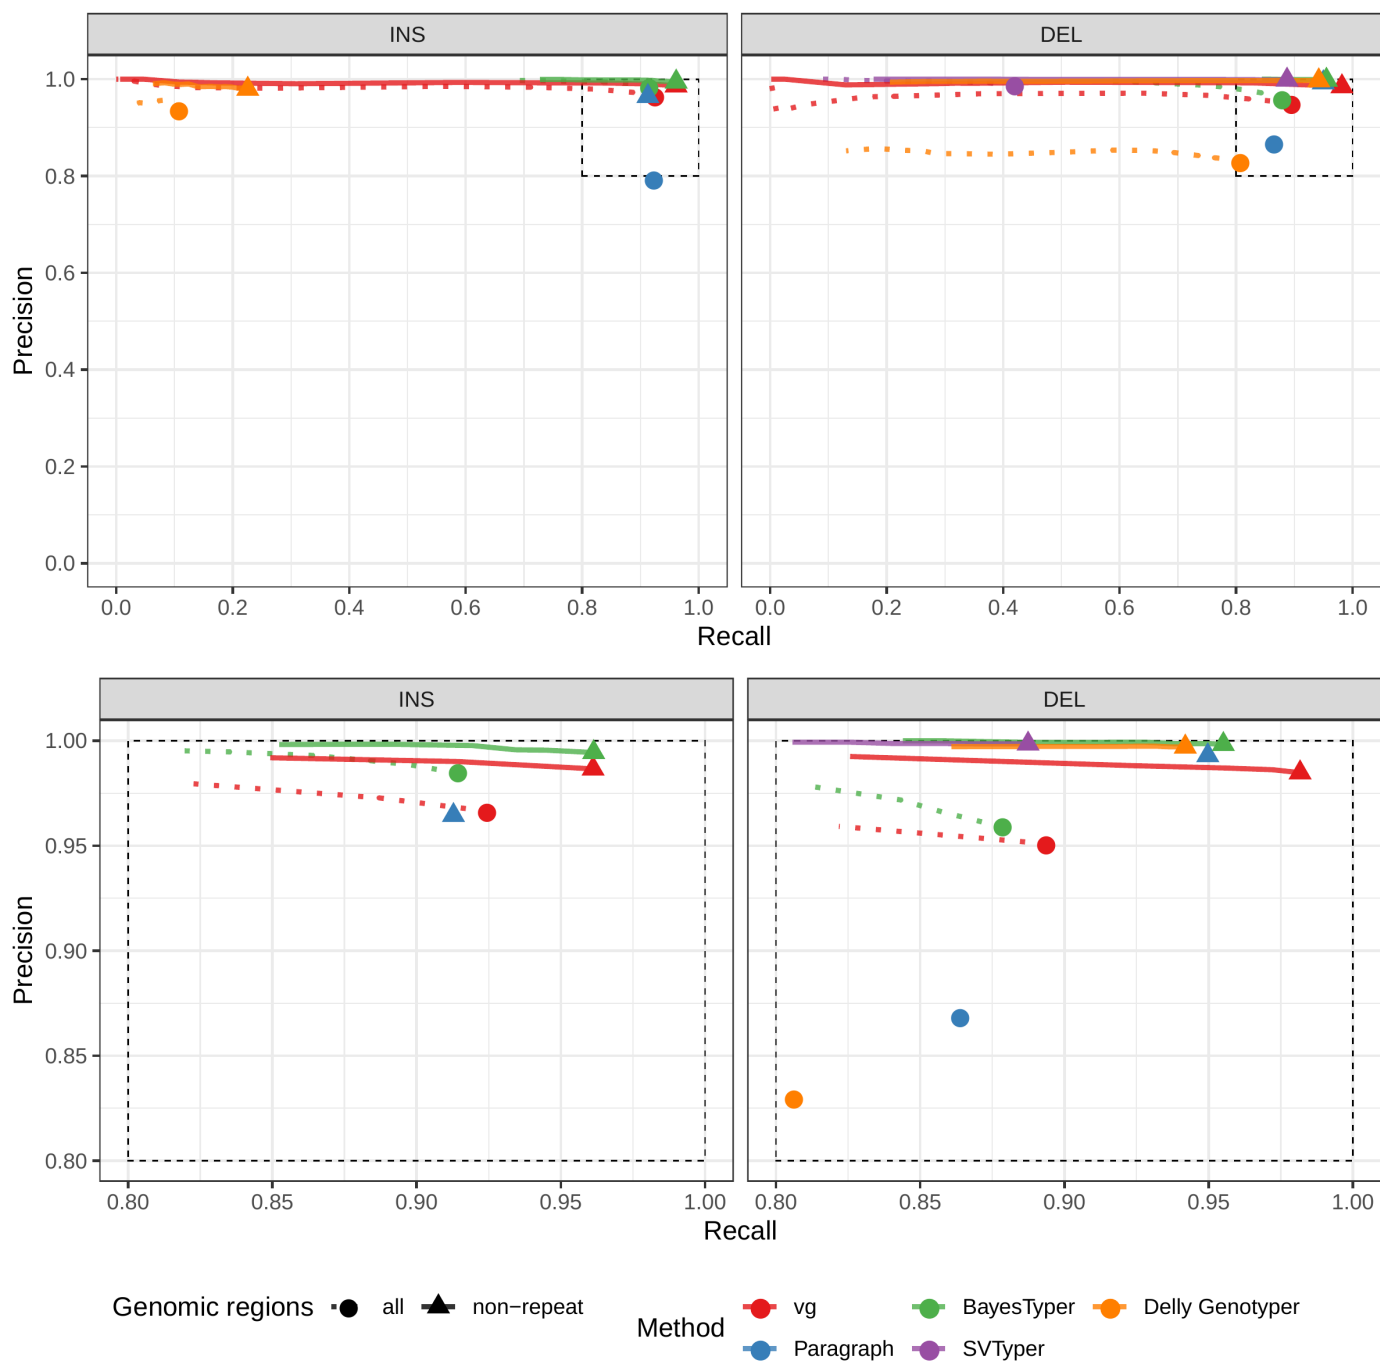 INS
DEL
1.0
0.8
0.6
0.4
0.2
0.0
Precision
0.0 0.2 0.4 0.6 0.8 1.0
0.0 0.2 0.4 0.6 0.8 1.0
Recall
INS
DEL
1.00
0.95
0.90
0.85
0.80
Precision
0.80 0.85 0.90 0.95 1.00
0.80 0.85 0.90 0.95 1.00
Recall
Genomic regions all non−repeat
Method
vg BayesTyper Delly Genotyper
Paragraph SVTyper